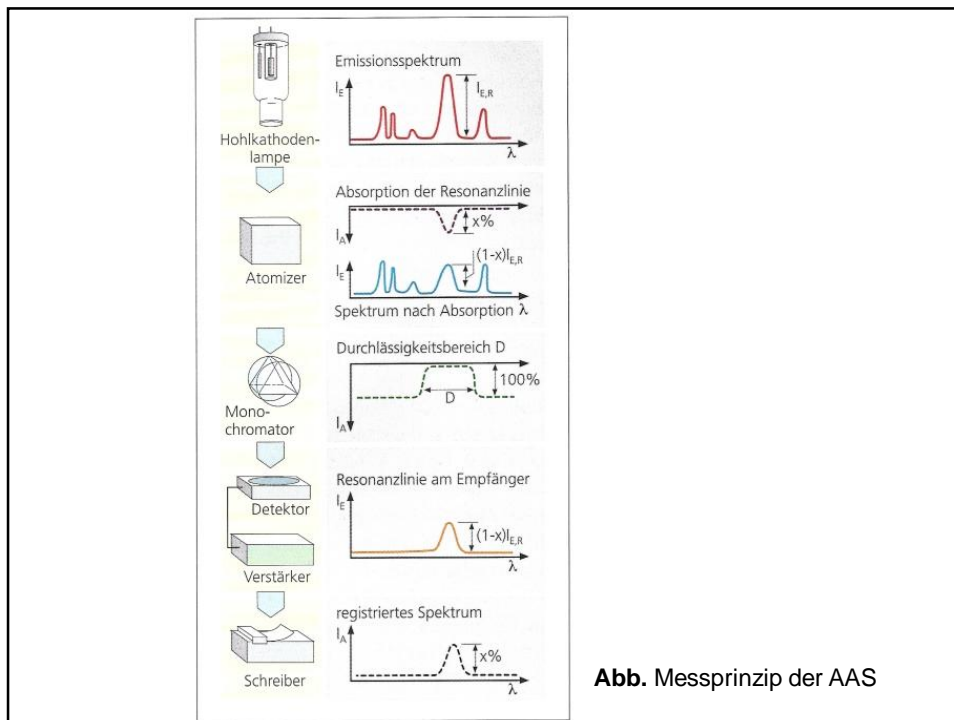 Emissionsspektrum
I_E
I_E,R
λ
Hohlkathoden-
lampe
Absorption der Resonanzlinie
I_A
x%
Atomizer
I_E
(1-x)I_E,R
Spektrum nach Absorption λ
Durchlässigkeitsbereich D
100%
D
I_A
Mono-
chromator
Resonanzlinie am Empfänger
I_E
(1-x)I_E,R
λ
Detektor
Verstärker
registriertes Spektrum
I_A
x%
λ
Schreiber
Abb. Messprinzip der AAS